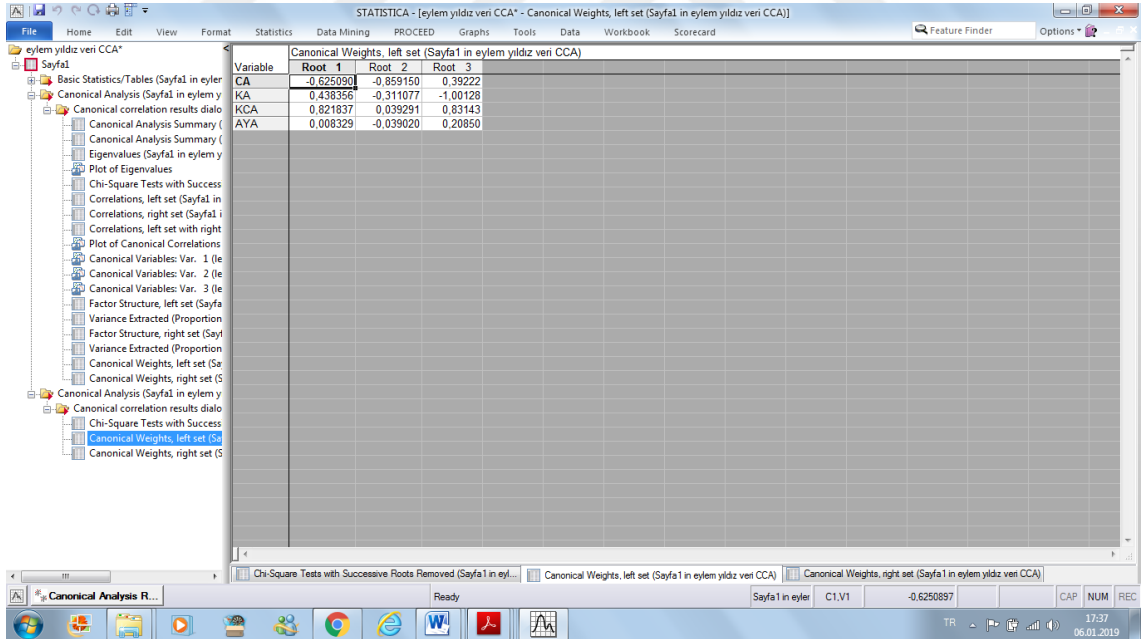 STATISTICA - [eylem yıldız veri CCA* - Canonical Weights, left set (Sayfa1 in eylem yıldız veri CCA)]
File Home Edit View Format Statistics Data Mining PROCEED Graphs Tools Data Workbook Scorecard Feature Finder Options
eylem yıldız veri CCA*
Sayfa1
Basic Statistics/Tables (Sayfa1 in eyler
Canonical Analysis (Sayfa1 in eylem y
Canonical correlation results dialo
Canonical Analysis Summary (
Canonical Analysis Summary (
Eigenvalues (Sayfa1 in eylem y
Plot of Eigenvalues
Chi-Square Tests with Success
Correlations, left set (Sayfa1 in
Correlations, right set (Sayfa1 i
Correlations, left set with right
Plot of Canonical Correlations
Canonical Variables: Var. 1 (le
Canonical Variables: Var. 2 (le
Canonical Variables: Var. 3 (le
Factor Structure, left set (Sayfa
Variance Extracted (Proportion
Factor Structure, right set (Sayf
Variance Extracted (Proportion
Canonical Weights, left set (Sa
Canonical Weights, right set (S
Canonical Analysis (Sayfa1 in eylem y
Canonical correlation results dialo
Chi-Square Tests with Success
Canonical Weights, left set (Sa
Canonical Weights, right set (S
Canonical Weights, left set (Sayfa1 in eylem yıldız veri CCA)
Variable Root 1 Root 2 Root 3
CA -0,625090 -0,859150 0,39222
KA 0,438356 -0,311077 -1,00128
KCA 0,821837 0,039291 0,83143
AYA 0,008329 -0,039020 0,20850
Chi-Square Tests with Successive Roots Removed (Sayfa1 in eyl... Canonical Weights, left set (Sayfa1 in eylem yıldız veri CCA) Canonical Weights, right set (Sayfa1 in eylem yıldız veri CCA)
Canonical Analysis R... Ready Sayfa1 in eyler C1,V1 -0,6250897 CAP NUM REC
TR 17:37
06.01.2019